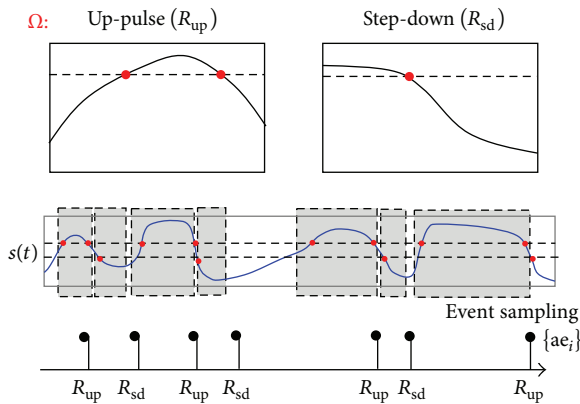 Ω: Up-pulse (R_up) Step-down (R_sd)
s(t)
Event sampling
{ae_i}
R_up R_sd R_up R_sd R_up R_sd R_up